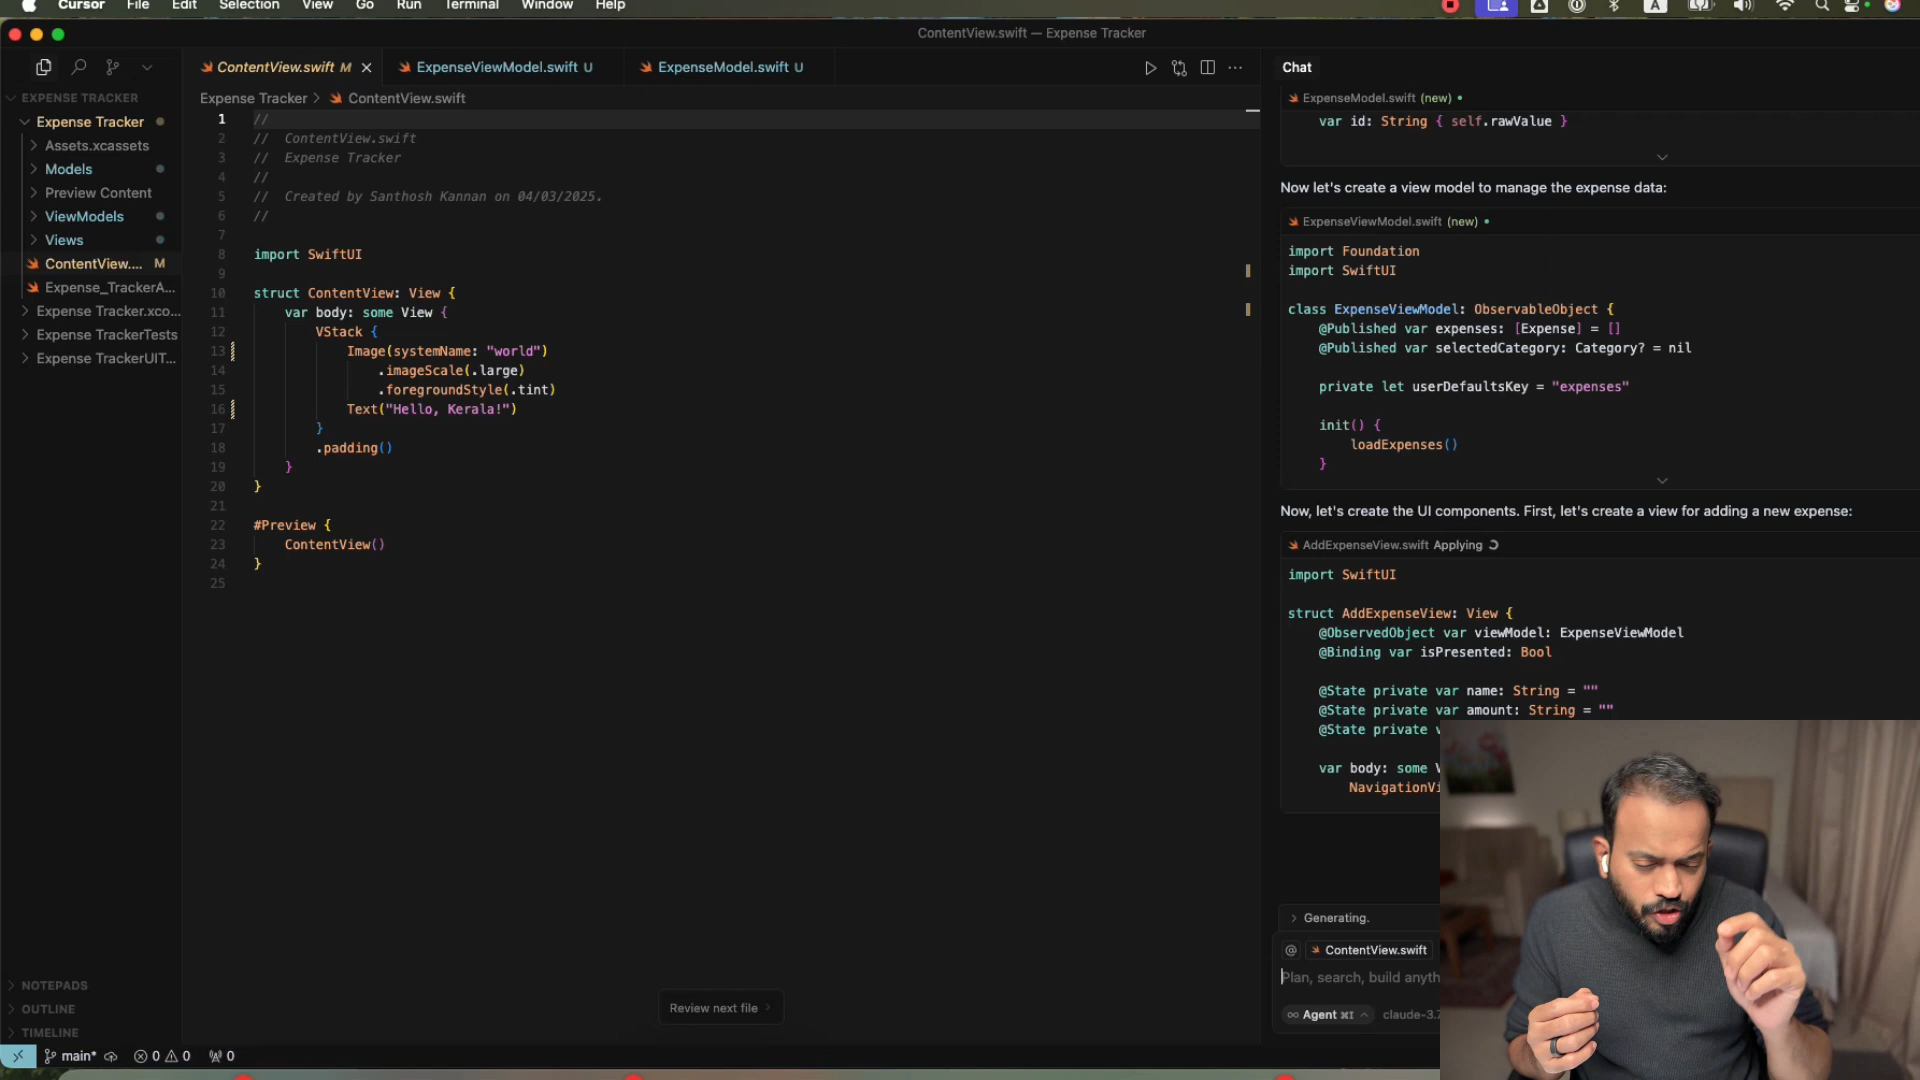 Cursor File Edit Selection View Go Run Terminal Window Help
ContentView.swift — Expense Tracker
ContentView.swift M
ExpenseViewModel.swift U
ExpenseModel.swift U
Expense Tracker > ContentView.swift
EXPENSE TRACKER
Expense Tracker
Assets.xcassets
Models
Preview Content
ViewModels
Views
ContentView.... M
Expense_TrackerA...
Expense Tracker.xco...
Expense TrackerTests
Expense TrackerUIT...
NOTEPADS
OUTLINE
TIMELINE
1 //
2 // ContentView.swift
3 // Expense Tracker
4 //
5 // Created by Santhosh Kannan on 04/03/2025.
6 //
7
8 import SwiftUI
9
10 struct ContentView: View {
11 var body: some View {
12 VStack {
13 Image(systemName: "world")
14 .imageScale(.large)
15 .foregroundStyle(.tint)
16 Text("Hello, Kerala!")
17 }
18 .padding()
19 }
20 }
21
22 #Preview {
23 ContentView()
24 }
25
Review next file >
Chat
ExpenseModel.swift (new) •
var id: String { self.rawValue }
Now let's create a view model to manage the expense data:
ExpenseViewModel.swift (new) •
import Foundation
import SwiftUI
class ExpenseViewModel: ObservableObject {
@Published var expenses: [Expense] = []
@Published var selectedCategory: Category? = nil
private let userDefaultsKey = "expenses"
init() {
loadExpenses()
}
Now, let's create the UI components. First, let's create a view for adding a new expense:
AddExpenseView.swift Applying
import SwiftUI
struct AddExpenseView: View {
@ObservedObject var viewModel: ExpenseViewModel
@Binding var isPresented: Bool
@State private var name: String = ""
@State private var amount: String = ""
@State private v
var body: some V
NavigationVi
> Generating.
@ ContentView.swift
Plan, search, build anyth
∞ Agent ⌘I claude-3.7
main* 0 0 0